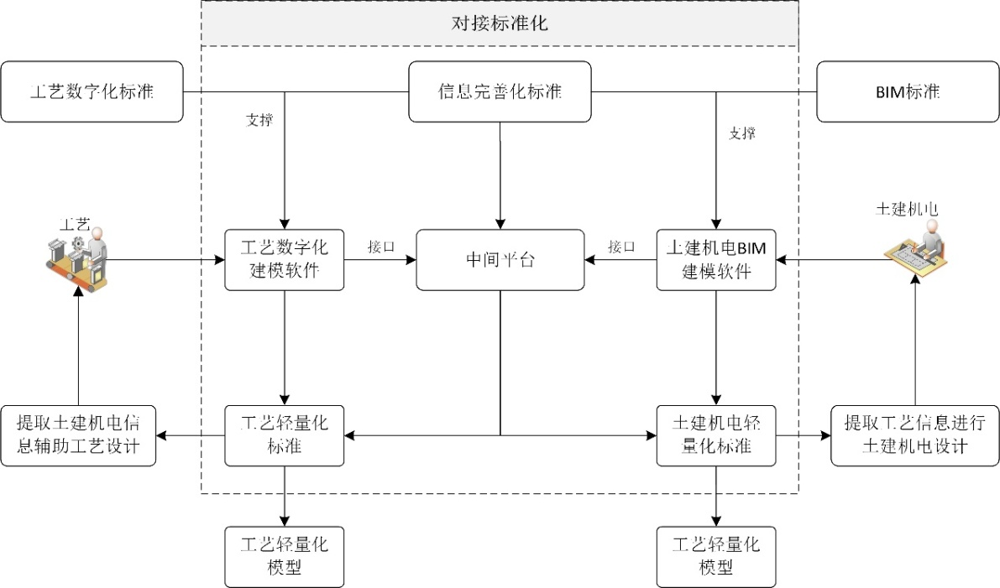 对接标准化
工艺数字化标准
信息完善化标准
BIM标准
支撑
支撑
工艺
土建机电
工艺数字化
建模软件
接口
中间平台
接口
土建机电BIM
建模软件
提取土建机电信
息辅助工艺设计
工艺轻量化
标准
土建机电轻
量化标准
提取工艺信息进行
土建机电设计
工艺轻量化
模型
工艺轻量化
模型